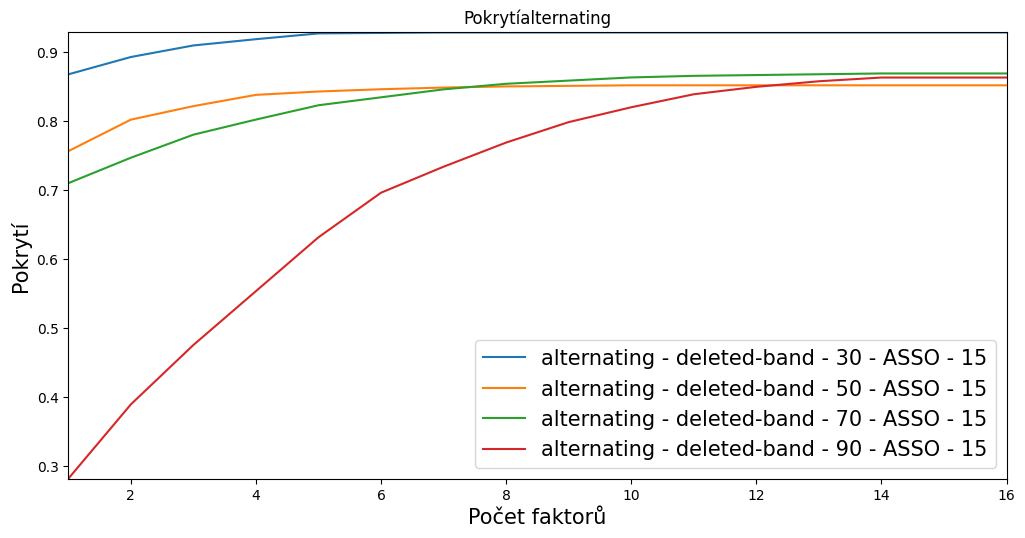 Pokrytíalternating
0.9
0.8
0.7
0.6
0.5
0.4
0.3
Pokrytí
alternating - deleted-band - 30 - ASSO - 15
alternating - deleted-band - 50 - ASSO - 15
alternating - deleted-band - 70 - ASSO - 15
alternating - deleted-band - 90 - ASSO - 15
2 4 6 8 10 12 14 16
Počet faktorů